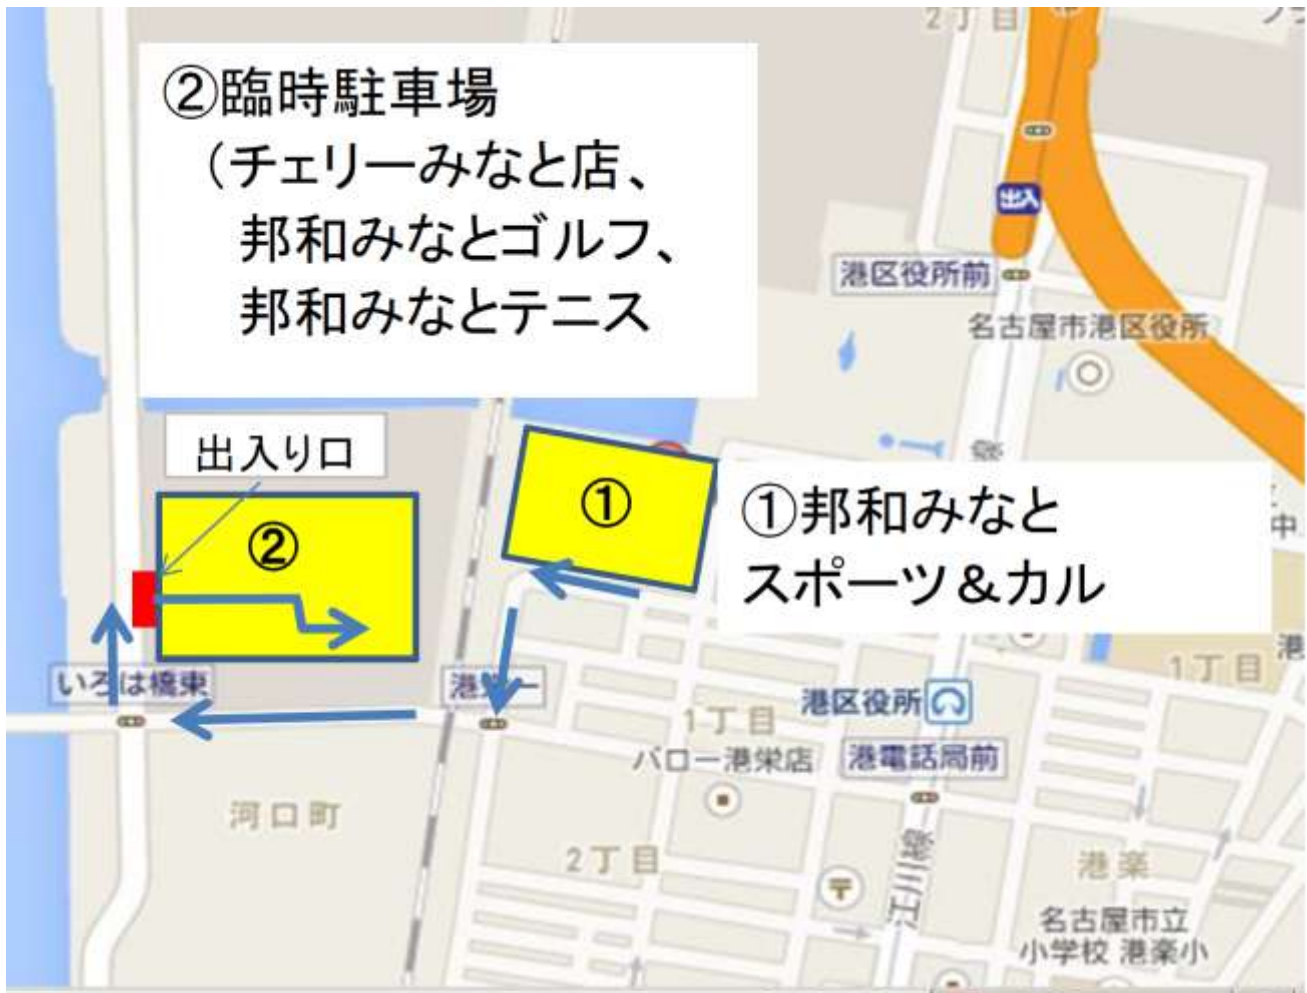 2丁目
②臨時駐車場
（チェリーみなと店、
邦和みなとゴルフ、
邦和みなとテニス
出入
港区役所前
名古屋市港区役所
出入り口
①
②
①邦和みなと
スポーツ＆カル
中
港
1丁目
いろは橋東
港区役所
1丁目
バロー港栄店
港電話局前
河口町
2丁目
江川線
港楽
名古屋市立
小学校 港楽小